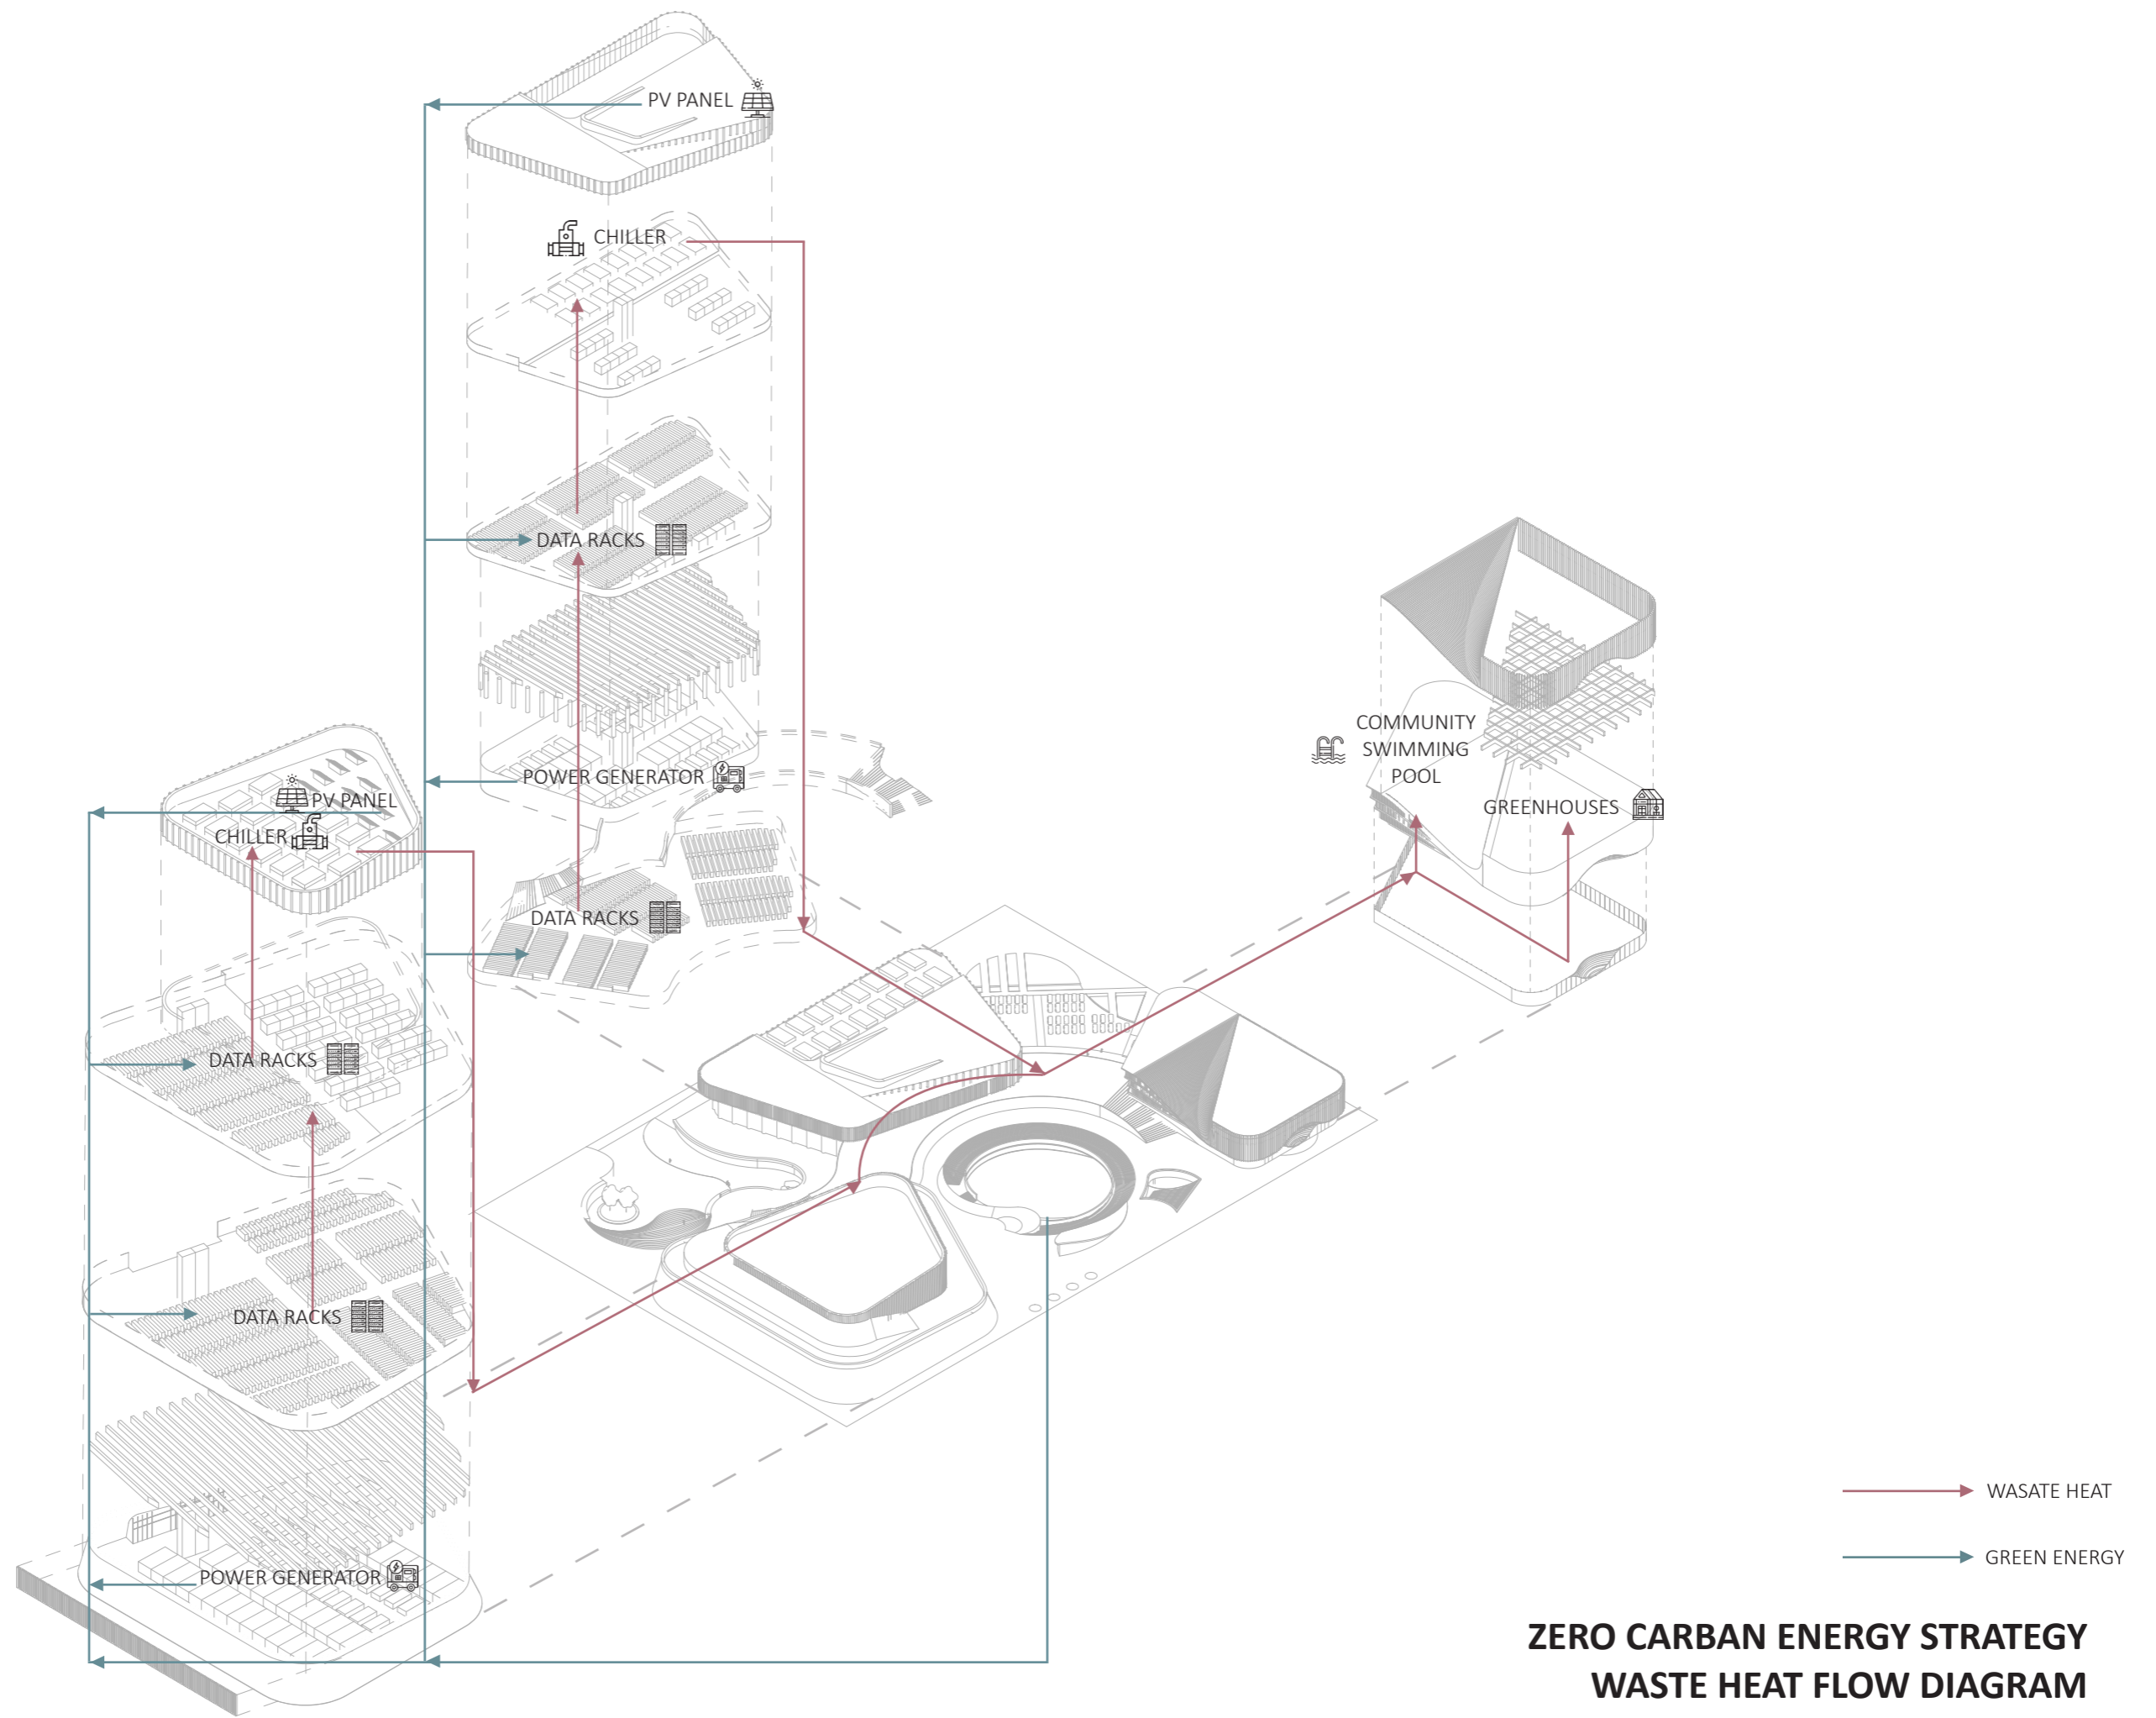 PV PANEL
CHILLER
DATA RACKS
POWER GENERATOR
DATA RACKS
PV PANEL
CHILLER
DATA RACKS
DATA RACKS
POWER GENERATOR
COMMUNITY
SWIMMING
POOL
GREENHOUSES
WASATE HEAT
GREEN ENERGY
ZERO CARBAN ENERGY STRATEGY
WASTE HEAT FLOW DIAGRAM